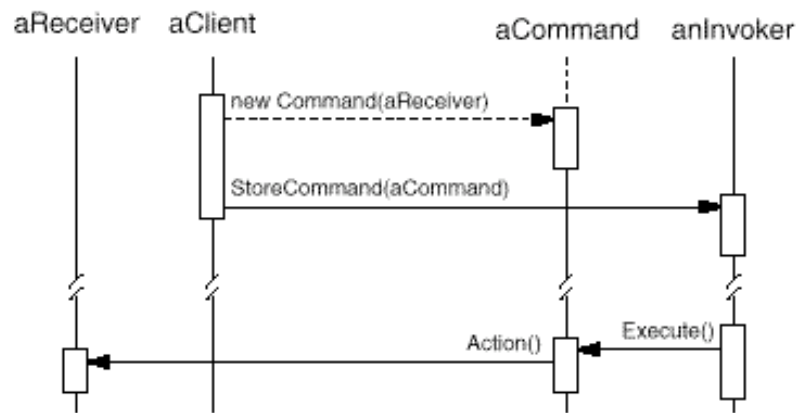 aReceiver aClient aCommand anInvoker
new Command(aReceiver)
StoreCommand(aCommand)
Execute()
Action()